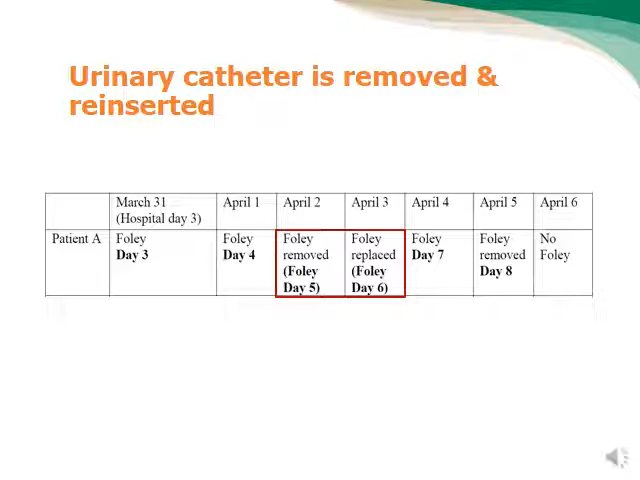 Urinary catheter is removed &
reinserted
March 31
(Hospital day 3)
April 1
April 2
April 3
April 4
April 5
April 6
Patient A
Foley
Day 3
Foley
Day 4
Foley
removed
(Foley
Day 5)
Foley
replaced
(Foley
Day 6)
Foley
Day 7
Foley
removed
Day 8
No
Foley